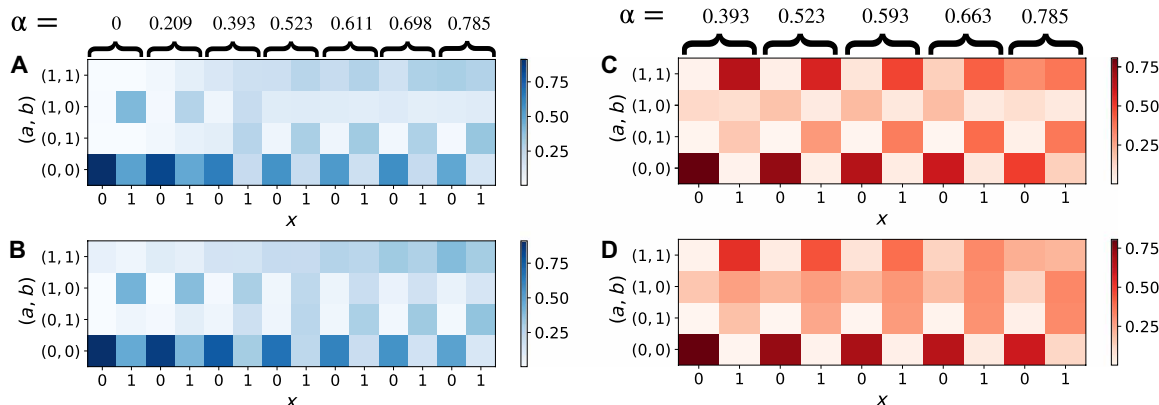 α = 0 0.209 0.393 0.523 0.611 0.698 0.785
A
(1, 1)
(1, 0)
(0, 1)
(0, 0)
(a, b)
0 1 0 1 0 1 0 1 0 1 0 1 0 1
x
0.75
0.50
0.25
B
(1, 1)
(1, 0)
(0, 1)
(0, 0)
(a, b)
0 1 0 1 0 1 0 1 0 1 0 1 0 1
x
0.75
0.50
0.25
α = 0.393 0.523 0.593 0.663 0.785
C
(1, 1)
(1, 0)
(0, 1)
(0, 0)
(a, b)
0 1 0 1 0 1 0 1 0 1
x
0.75
0.50
0.25
D
(1, 1)
(1, 0)
(0, 1)
(0, 0)
(a, b)
0 1 0 1 0 1 0 1 0 1
x
0.75
0.50
0.25